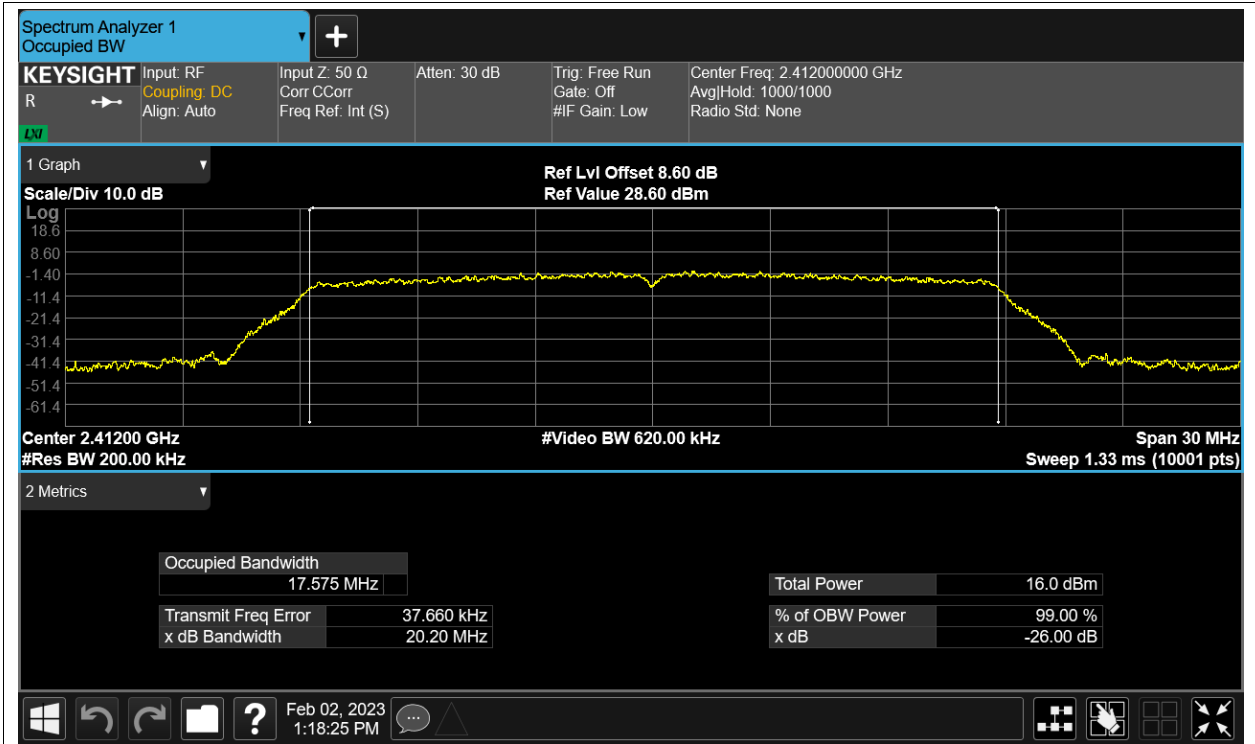 Spectrum Analyzer 1
Occupied BW
KEYSIGHT
R
LXI
Input: RF
Coupling: DC
Align: Auto
Input Z: 50 Ω
Corr CCorr
Freq Ref: Int (S)
Atten: 30 dB
Trig: Free Run
Gate: Off
#IF Gain: Low
Center Freq: 2.412000000 GHz
Avg|Hold: 1000/1000
Radio Std: None
1 Graph
Scale/Div 10.0 dB
Ref Lvl Offset 8.60 dB
Ref Value 28.60 dBm
Log
18.6
8.60
-1.40
-11.4
-21.4
-31.4
-41.4
-51.4
-61.4
Center 2.41200 GHz
#Video BW 620.00 kHz
Span 30 MHz
#Res BW 200.00 kHz
Sweep 1.33 ms (10001 pts)
2 Metrics
Occupied Bandwidth
17.575 MHz
Transmit Freq Error 37.660 kHz
x dB Bandwidth 20.20 MHz
Total Power 16.0 dBm
% of OBW Power 99.00 %
x dB -26.00 dB
?
Feb 02, 2023
1:18:25 PM